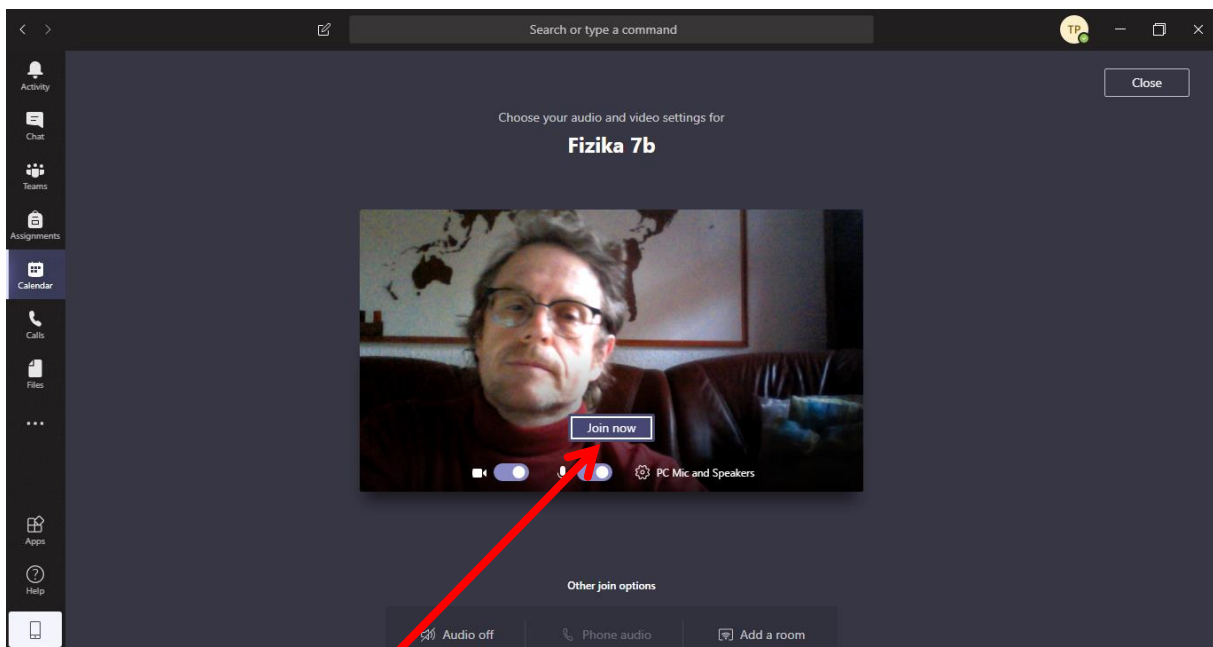 Search or type a command
TP
Activity
Chat
Teams
Assignments
Calendar
Calls
Files
Apps
Help
Close
Choose your audio and video settings for
Fizika 7b
Join now
PC Mic and Speakers
Other join options
Audio off
Phone audio
Add a room